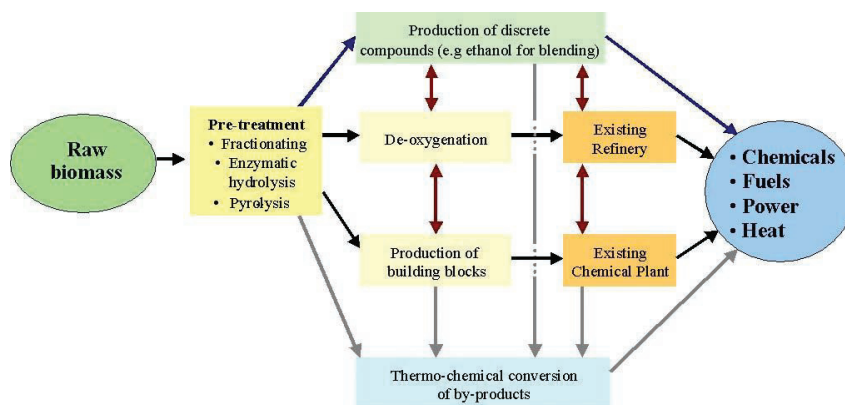 Production of discrete
compounds (e.g ethanol for blending)
Raw
biomass
Pre-treatment
• Fractionating
• Enzymatic
hydrolysis
• Pyrolysis
De-oxygenation
Existing
Refinery
• Chemicals
• Fuels
• Power
• Heat
Production of
building blocks
Existing
Chemical Plant
Thermo-chemical conversion
of by-products